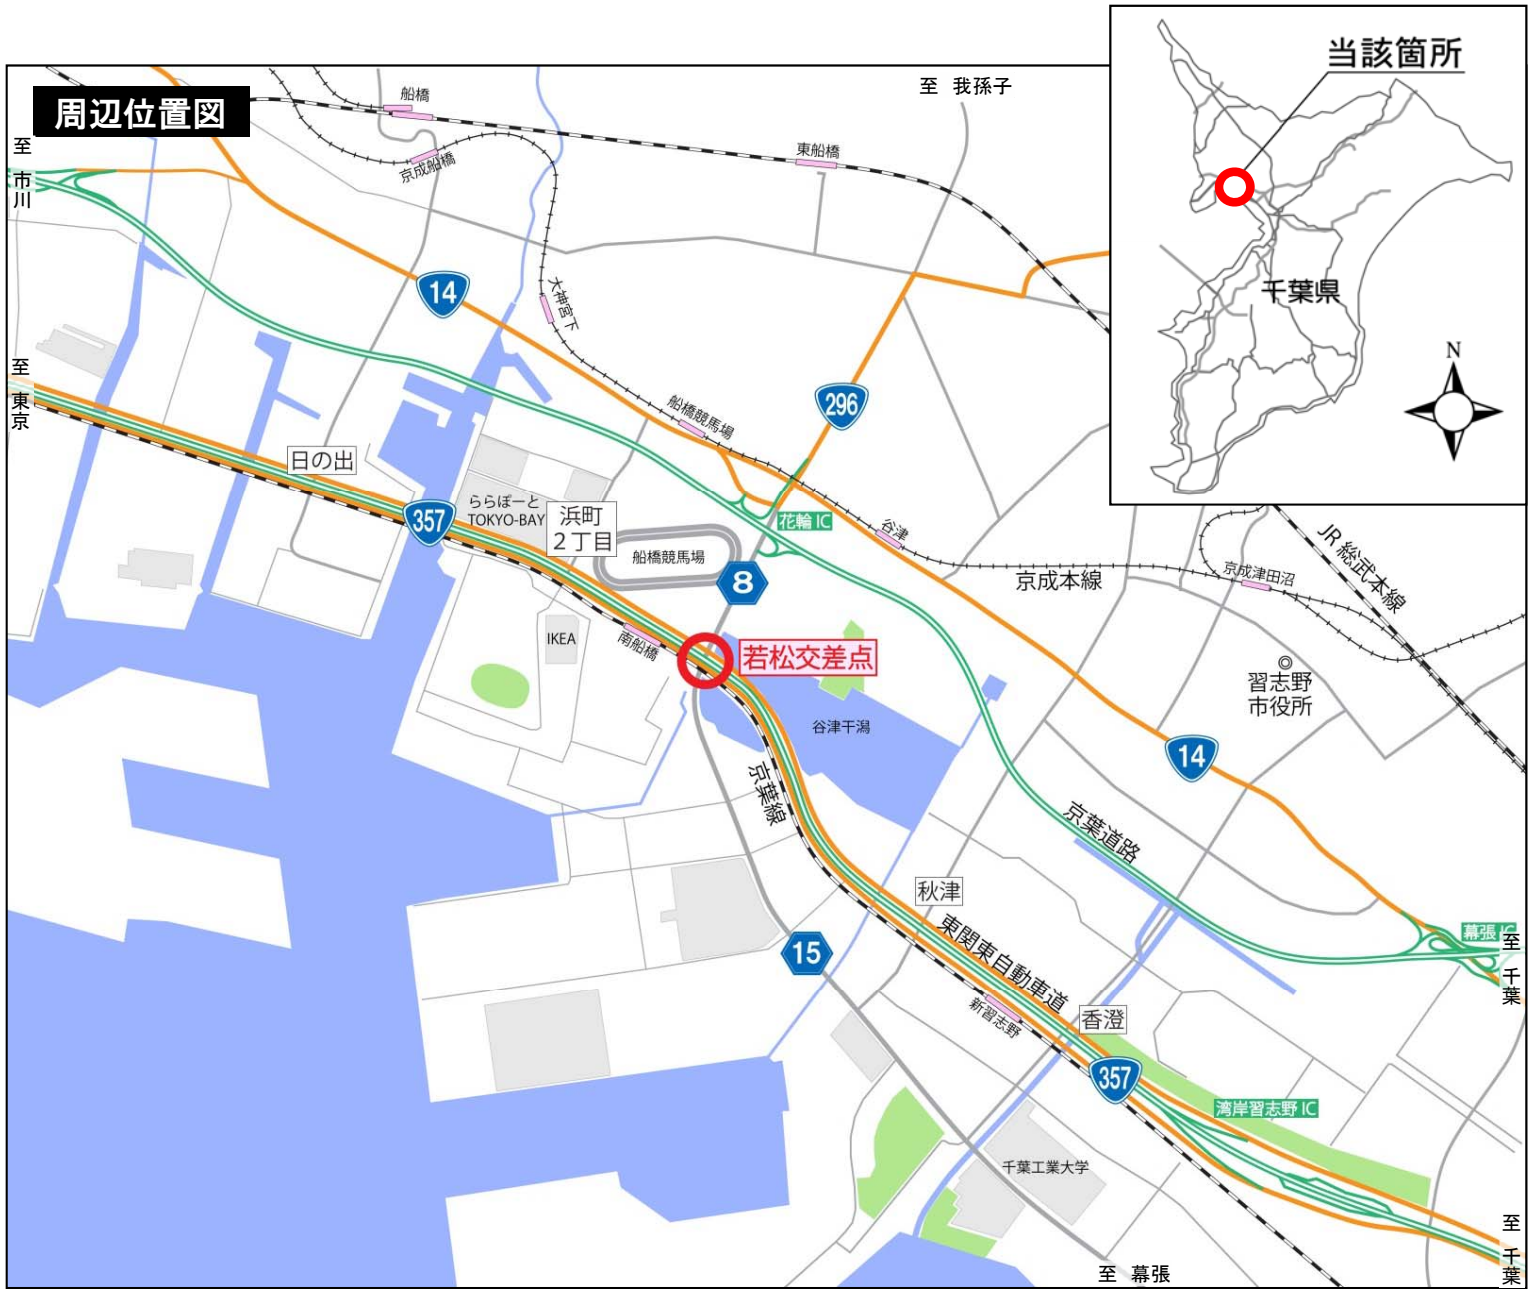 当該箇所
千葉県
N
周辺位置図
至 我孫子
至
市
川
船橋
京成船橋
東船橋
大神宮下
14
296
至
東
京
船橋競馬場
日の出
357
ららぽーと
TOKYO-BAY
浜町
2丁目
花輪 IC
谷津
船橋競馬場
8
京成本線
京成津田沼
JR 総武本線
IKEA
南船橋
若松交差点
谷津干潟
習志野
市役所
14
京葉線
京葉道路
秋津
東関東自動車道
15
幕張 IC
至
千
葉
新習志野
香澄
357
湾岸習志野 IC
千葉工業大学
至 幕張
至
千
葉